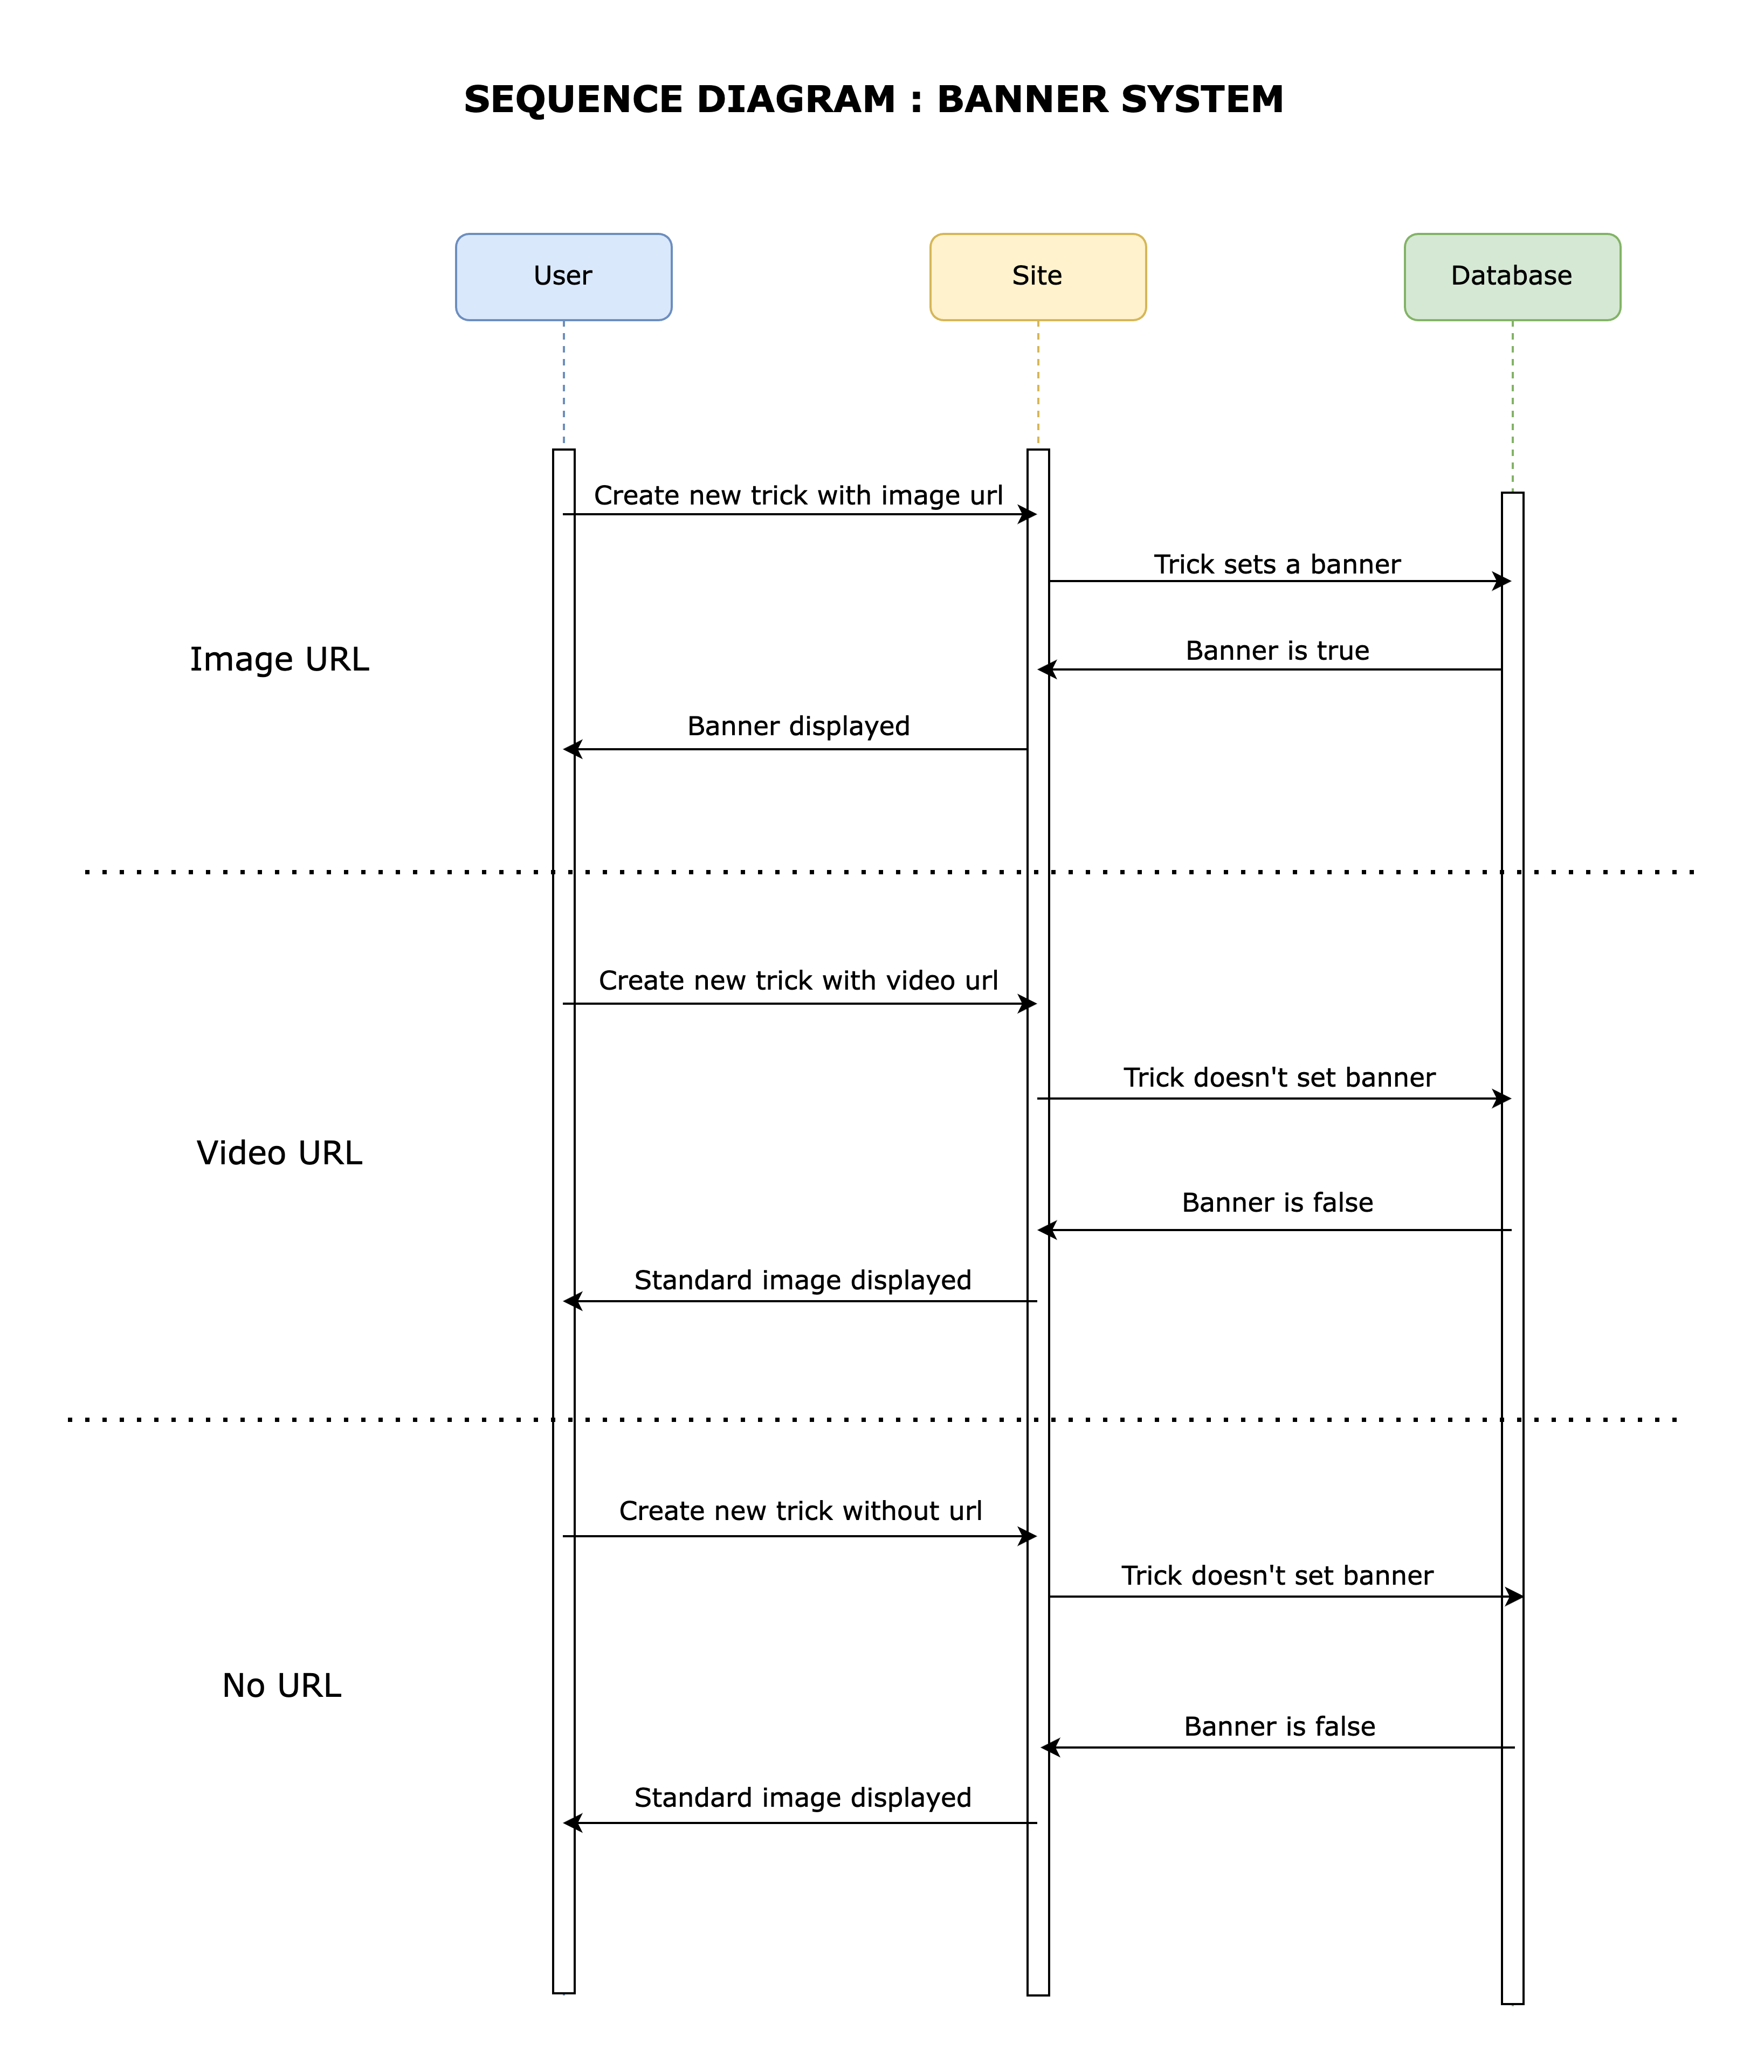 SEQUENCE DIAGRAM : BANNER SYSTEM
User
Site
Database
Create new trick with image url
Trick sets a banner
Image URL
Banner is true
Banner displayed
Create new trick with video url
Trick doesn't set banner
Video URL
Banner is false
Standard image displayed
Create new trick without url
Trick doesn't set banner
No URL
Banner is false
Standard image displayed